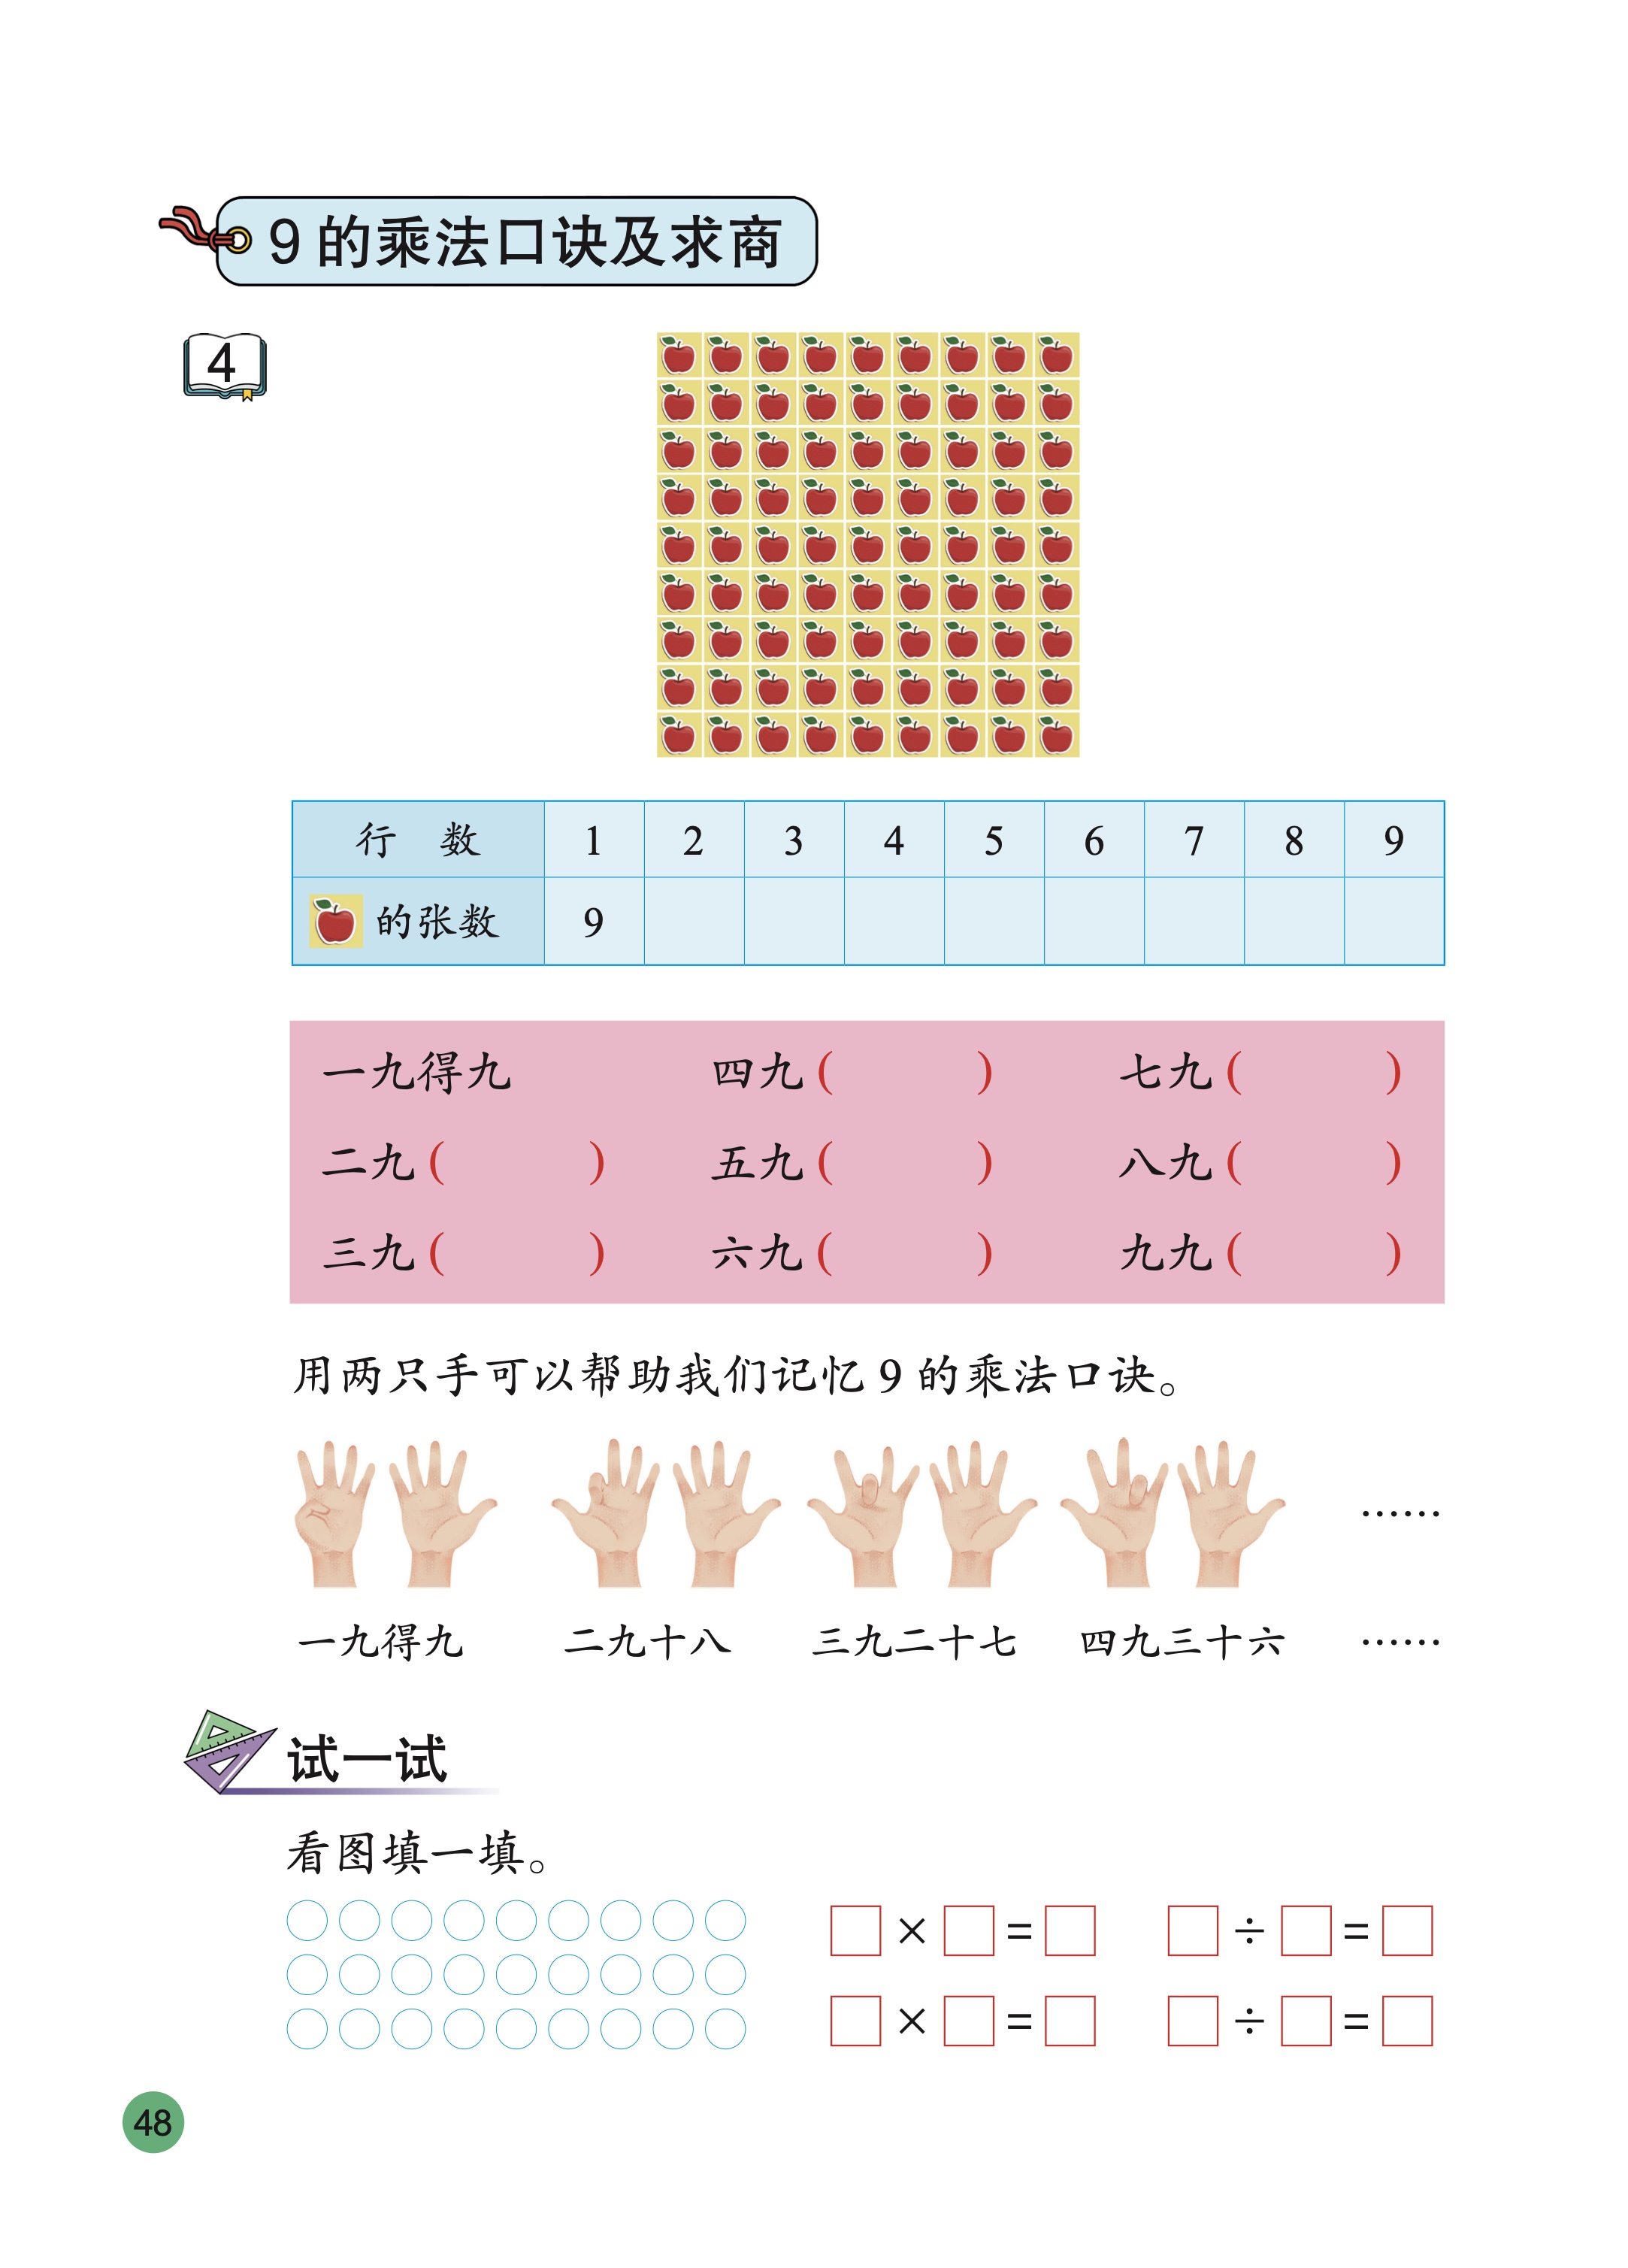 9的乘法口诀及求商
4
行 数 1 2 3 4 5 6 7 8 9
的张数 9
一九得九 四九( ) 七九( )
二九( ) 五九( ) 八九( )
三九( ) 六九( ) 九九( )
用两只手可以帮助我们记忆9的乘法口诀。
……
一九得九 二九十八 三九二十七 四九三十六 ……
试一试
看图填一填。
□×□=□ □÷□=□
□×□=□ □÷□=□
48